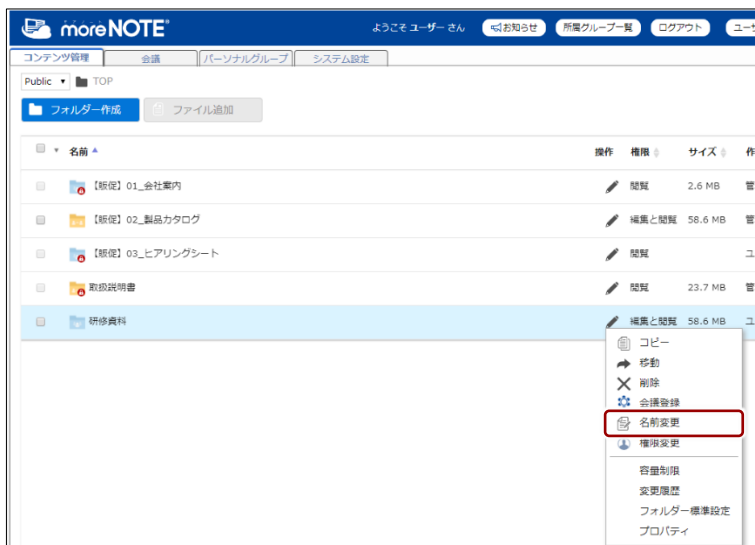 moreNOTE
ようこそ ユーザー さん お知らせ 所属グループ一覧 ログアウト ユーザ
コンテンツ管理 会議 パーソナルグループ システム設定
Public TOP
フォルダー作成 ファイル追加
名前 操作 権限 サイズ 作
【販促】01_会社案内 閲覧 2.6 MB 管
【販促】02_製品カタログ 編集と閲覧 58.6 MB 管
【販促】03_ヒアリングシート 閲覧 ユ
取扱説明書 閲覧 23.7 MB 管
研修資料 編集と閲覧 58.6 MB ユ
コピー
移動
削除
会議登録
名前変更
権限変更
容量制限
変更履歴
フォルダー標準設定
プロパティ